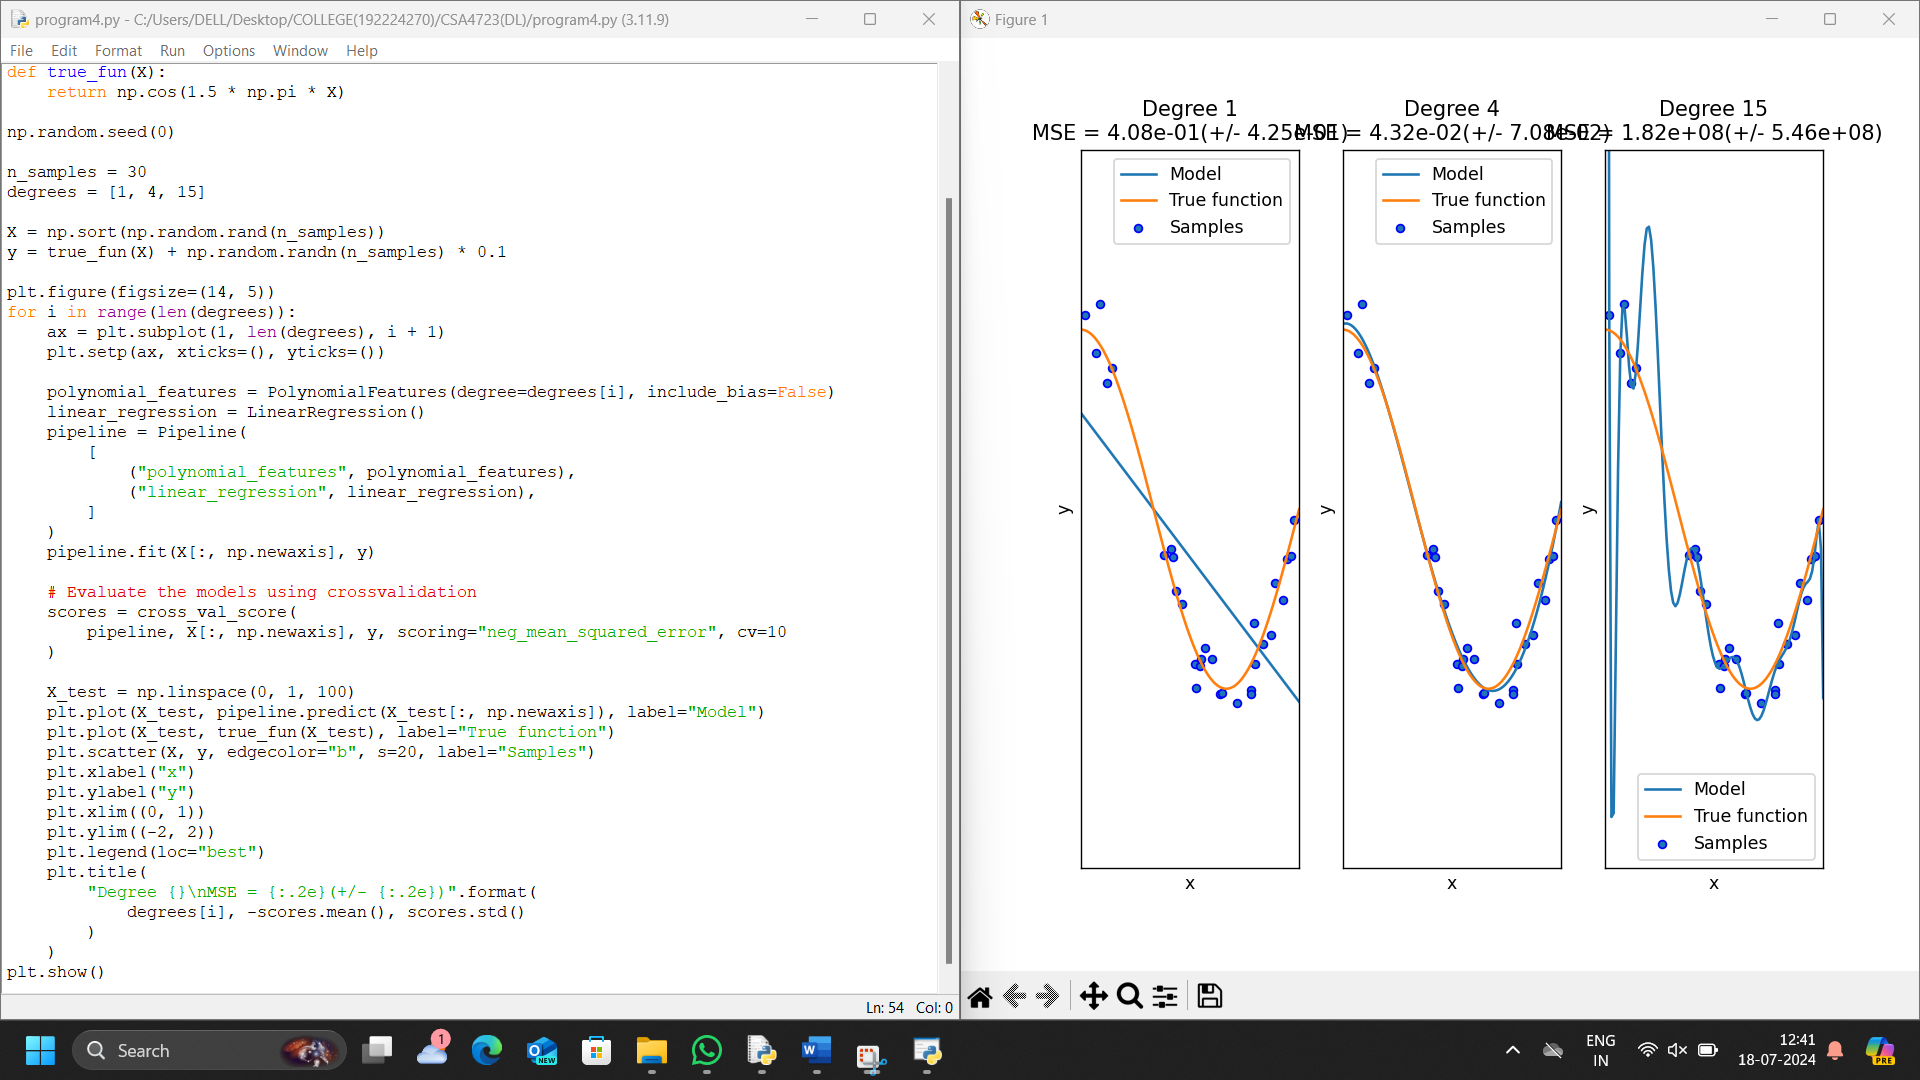 program4.py - C:/Users/DELL/Desktop/COLLEGE(192224270)/CSA4723(DL)/program4.py (3.11.9)
File Edit Format Run Options Window Help
def true_fun(X):
    return np.cos(1.5 * np.pi * X)
np.random.seed(0)
n_samples = 30
degrees = [1, 4, 15]
X = np.sort(np.random.rand(n_samples))
y = true_fun(X) + np.random.randn(n_samples) * 0.1
plt.figure(figsize=(14, 5))
for i in range(len(degrees)):
    ax = plt.subplot(1, len(degrees), i + 1)
    plt.setp(ax, xticks=(), yticks=())
    polynomial_features = PolynomialFeatures(degree=degrees[i], include_bias=False)
    linear_regression = LinearRegression()
    pipeline = Pipeline(
        [
            ("polynomial_features", polynomial_features),
            ("linear_regression", linear_regression),
        ]
    )
    pipeline.fit(X[:, np.newaxis], y)
    # Evaluate the models using crossvalidation
    scores = cross_val_score(
        pipeline, X[:, np.newaxis], y, scoring="neg_mean_squared_error", cv=10
    )
    X_test = np.linspace(0, 1, 100)
    plt.plot(X_test, pipeline.predict(X_test[:, np.newaxis]), label="Model")
    plt.plot(X_test, true_fun(X_test), label="True function")
    plt.scatter(X, y, edgecolor="b", s=20, label="Samples")
    plt.xlabel("x")
    plt.ylabel("y")
    plt.xlim((0, 1))
    plt.ylim((-2, 2))
    plt.legend(loc="best")
    plt.title(
        "Degree {}\nMSE = {:.2e}(+/- {:.2e})".format(
            degrees[i], -scores.mean(), scores.std()
        )
    )
plt.show()
Ln: 54 Col: 0
Figure 1
Degree 1
MSE = 4.08e-01(+/- 4.25e-01)
Model
True function
Samples
y
x
Degree 4
MSE = 4.32e-02(+/- 7.08e-02)
Model
True function
Samples
y
x
Degree 15
MSE = 1.82e+08(+/- 5.46e+08)
y
Model
True function
Samples
x
Search
1
NEW
W
ENG
IN
12:41
18-07-2024
PRE